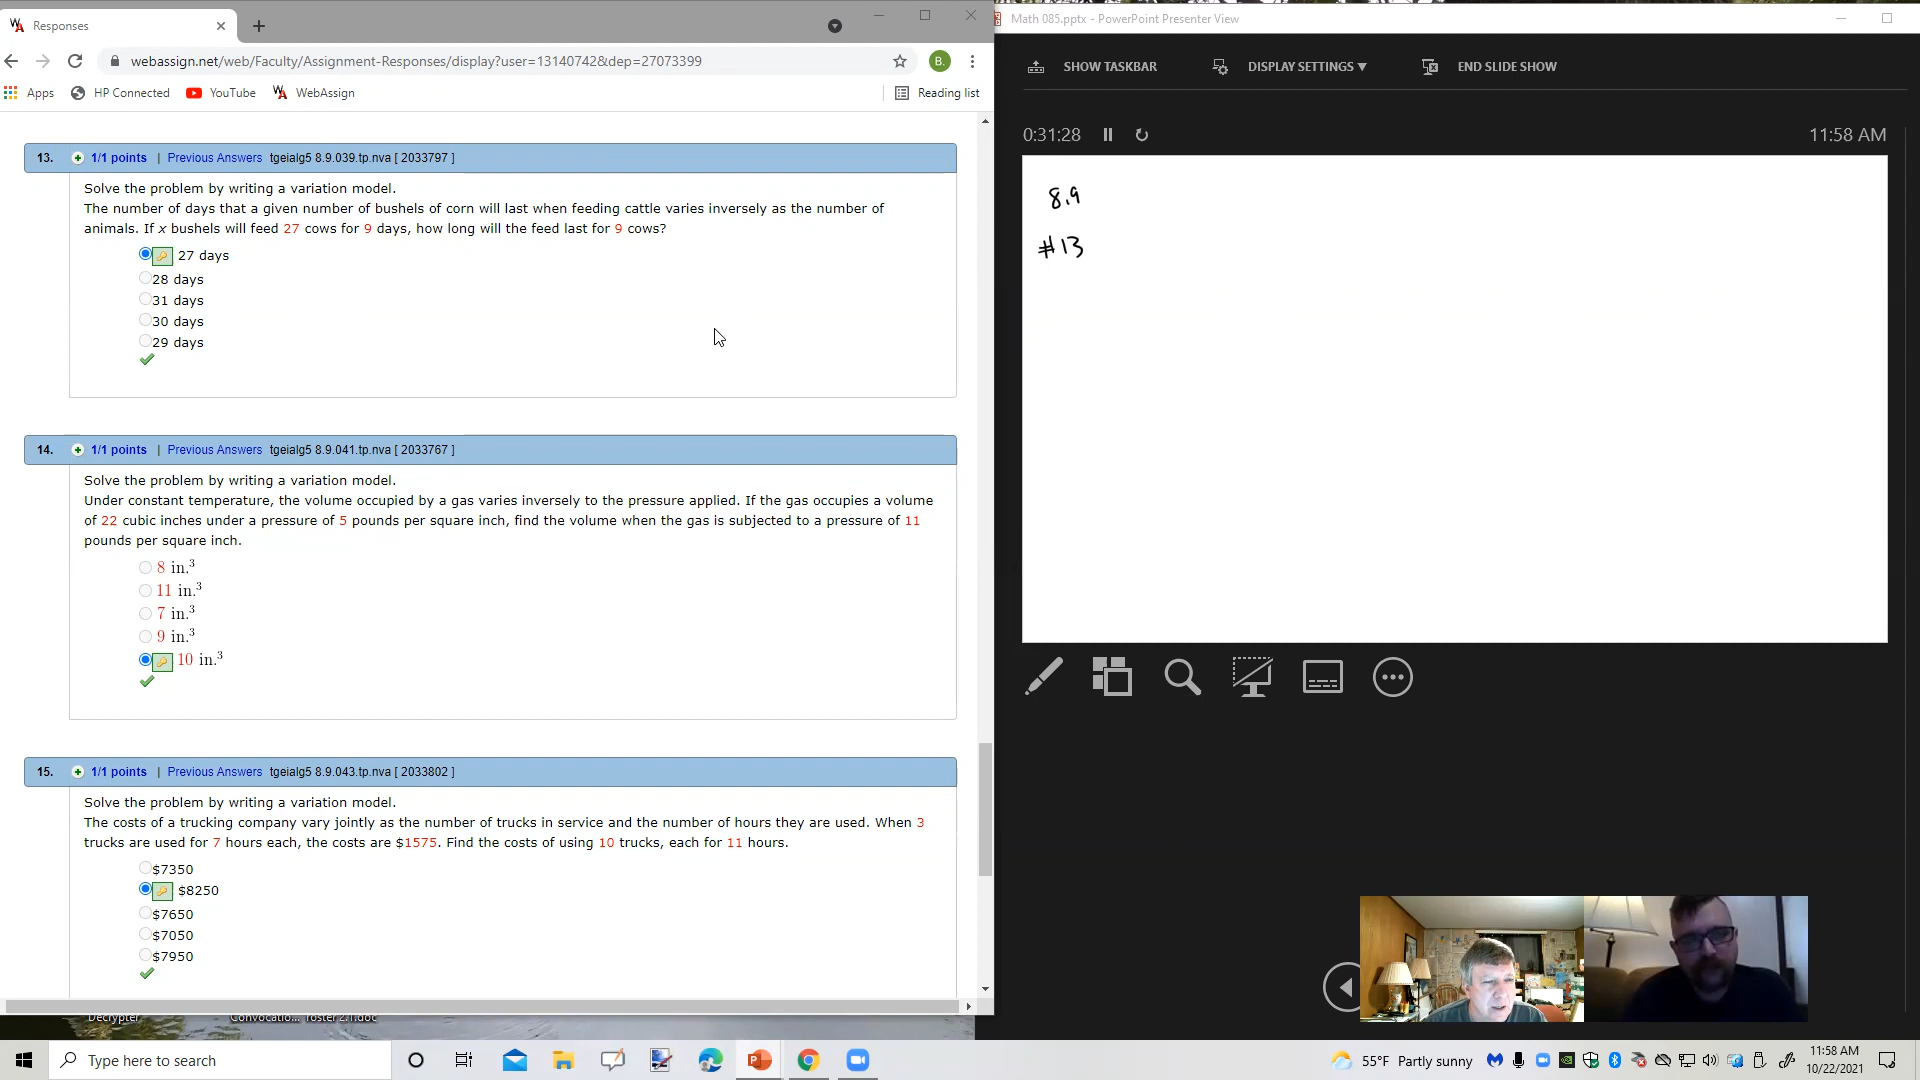 Responses
Math 085.pptx - PowerPoint Presenter View
webassign.net/web/Faculty/Assignment-Responses/display?user=13140742&dep=27073399
B.
Apps
HP Connected
YouTube
WebAssign
Reading list
SHOW TASKBAR
DISPLAY SETTINGS ▼
END SLIDE SHOW
0:31:28
11:58 AM
13. 1/1 points | Previous Answers tgeialg5 8.9.039.tp.nva [ 2033797 ]
Solve the problem by writing a variation model.
The number of days that a given number of bushels of corn will last when feeding cattle varies inversely as the number of
animals. If x bushels will feed 27 cows for 9 days, how long will the feed last for 9 cows?
27 days
28 days
31 days
30 days
29 days
14. 1/1 points | Previous Answers tgeialg5 8.9.041.tp.nva [ 2033767 ]
Solve the problem by writing a variation model.
Under constant temperature, the volume occupied by a gas varies inversely to the pressure applied. If the gas occupies a volume
of 22 cubic inches under a pressure of 5 pounds per square inch, find the volume when the gas is subjected to a pressure of 11
pounds per square inch.
8 in.³
11 in.³
7 in.³
9 in.³
10 in.³
15. 1/1 points | Previous Answers tgeialg5 8.9.043.tp.nva [ 2033802 ]
Solve the problem by writing a variation model.
The costs of a trucking company vary jointly as the number of trucks in service and the number of hours they are used. When 3
trucks are used for 7 hours each, the costs are $1575. Find the costs of using 10 trucks, each for 11 hours.
$7350
$8250
$7650
$7050
$7950
8.9
#13
Decrypter
Convocatio...
Type here to search
55°F Partly sunny
11:58 AM
10/22/2021